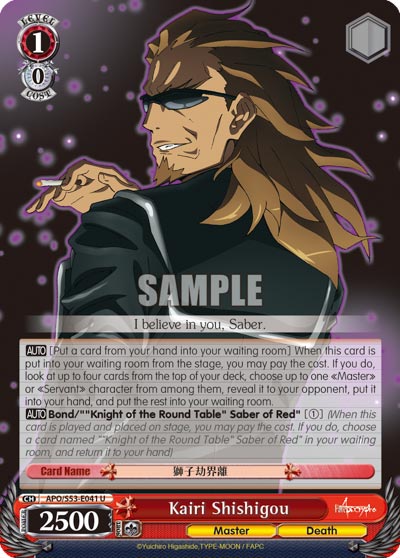 LEVEL
1
0
COST
SAMPLE
I believe in you, Saber.
AUTO [Put a card from your hand into your waiting room] When this card is
put into your waiting room from the stage, you may pay the cost. If you do,
look at up to four cards from the top of your deck, choose up to one «Master»
or «Servant» character from among them, reveal it to your opponent, put it
into your hand, and put the rest into your waiting room.
AUTO Bond/""Knight of the Round Table" Saber of Red" [①] (When this
card is played and placed on stage, you may pay the cost. If you do, choose
a card named ""Knight of the Round Table" Saber of Red" in your waiting
room, and return it to your hand)
Card Name
獅子劫界離
CH APO/S53-E041 U
Kairi Shishigou
POWER
2500
Fate/Apocrypha
Master
Death
©Yuichiro Higashide,TYPE-MOON / FAPC